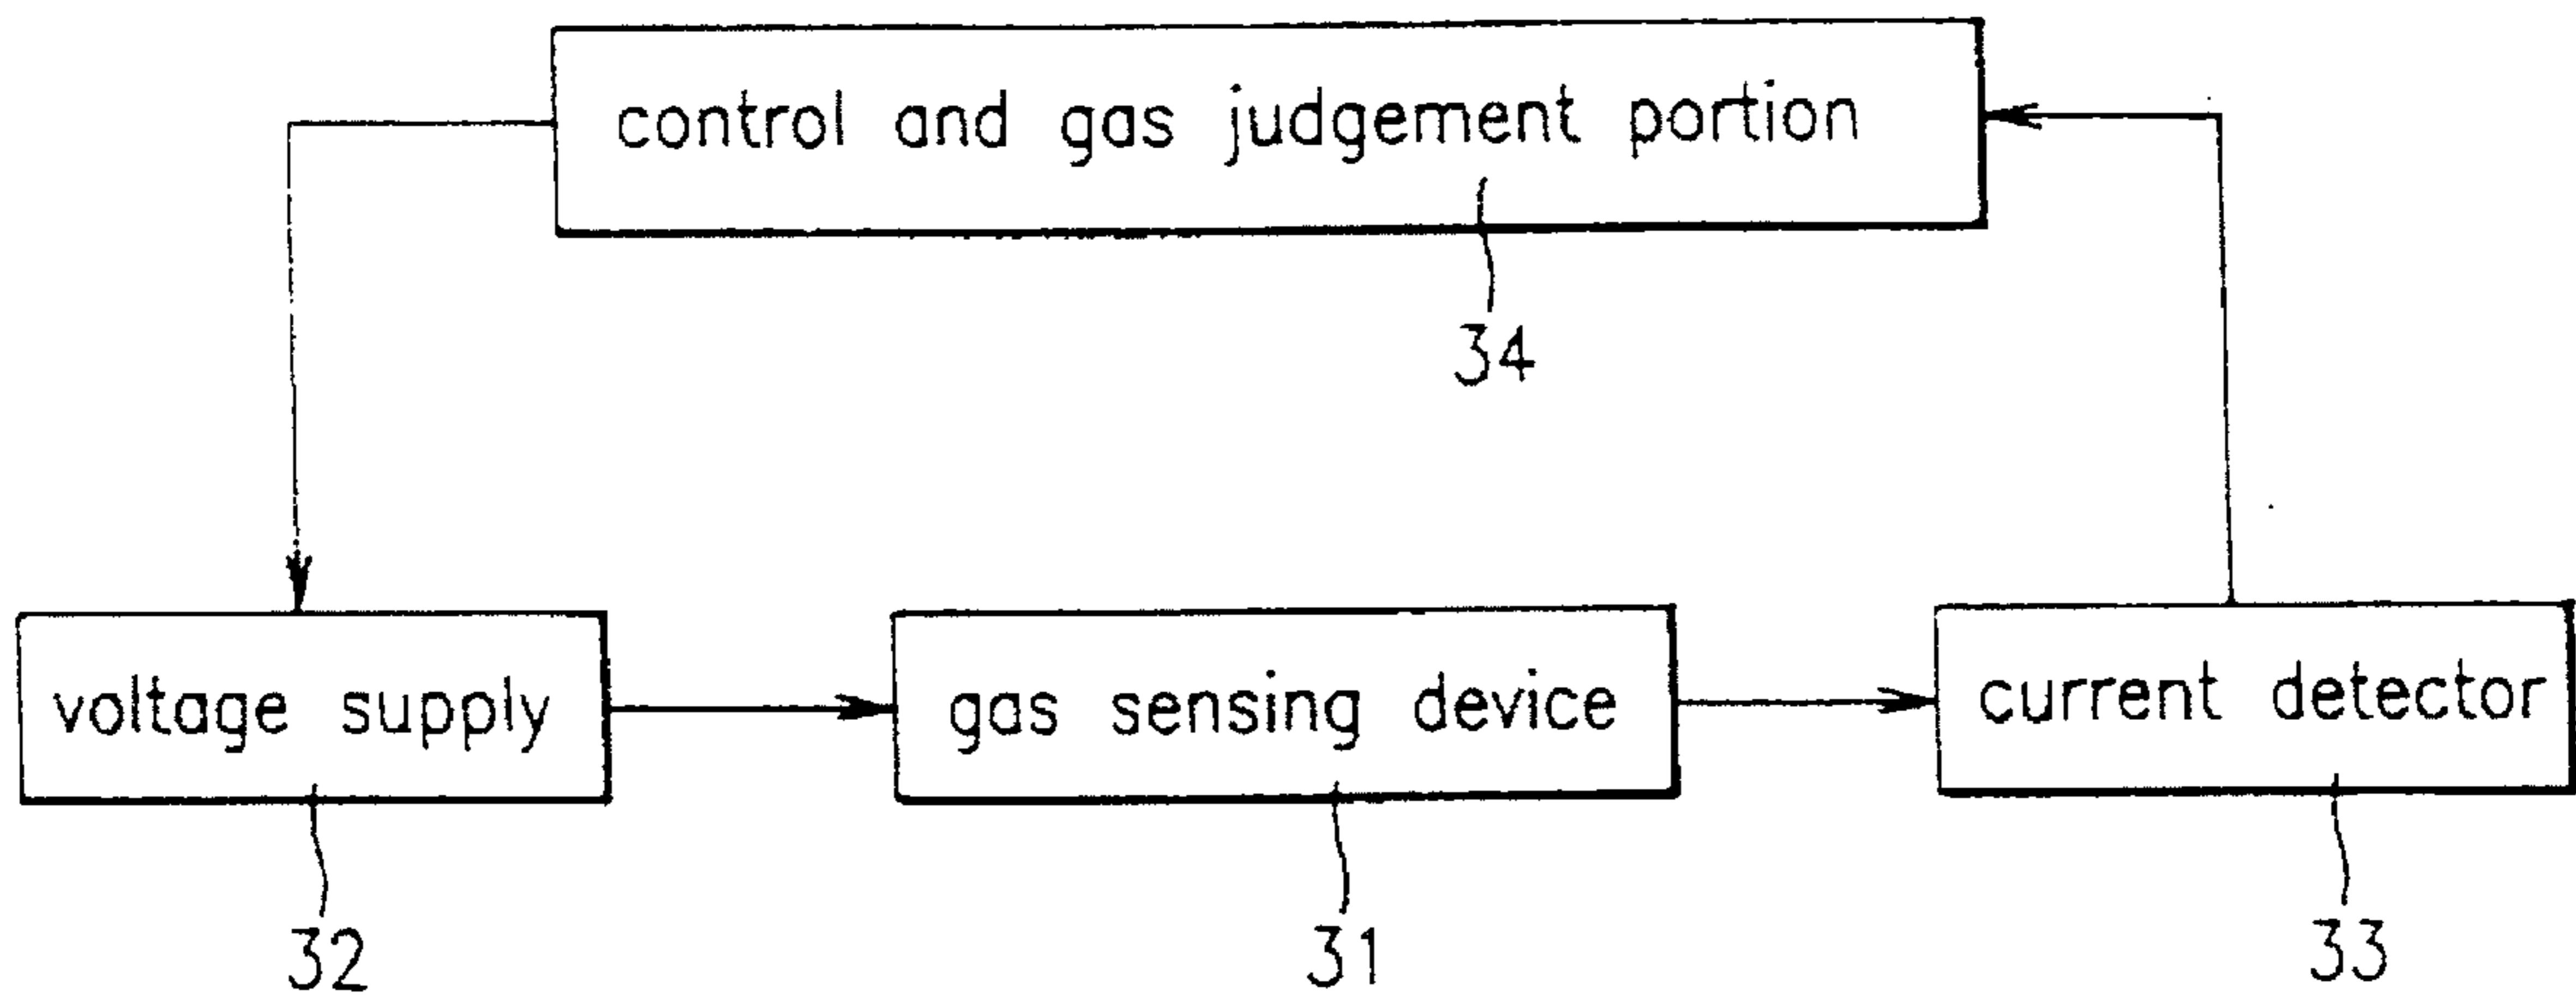 control and gas judgement portion
34
voltage supply
gas sensing device
current detector
32
31
33